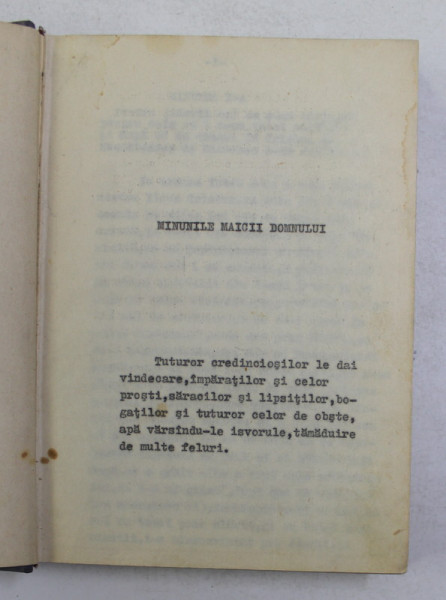 MINUNILE MAICII DOMNULUI
Tuturor credincioşilor le dai
vindecare,împăraţilor şi celor
proşti,săracilor şi lipsiţilor,bo-
gaţilor şi tuturor celor de obşte,
apă vărsîndu-le isvorule,tămăduire
de multe feluri.